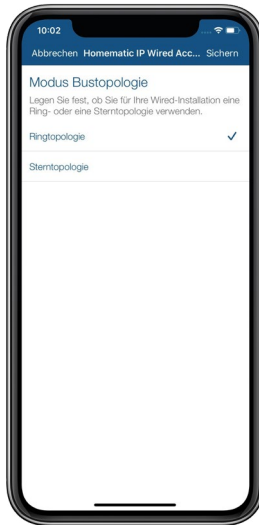 10:02
Abbrechen Homematic IP Wired Acc... Sichern
Modus Bustopologie
Legen Sie fest, ob Sie für Ihre Wired-Installation eine
Ring- oder eine Sterntopologie verwenden.
Ringtopologie
Sterntopologie